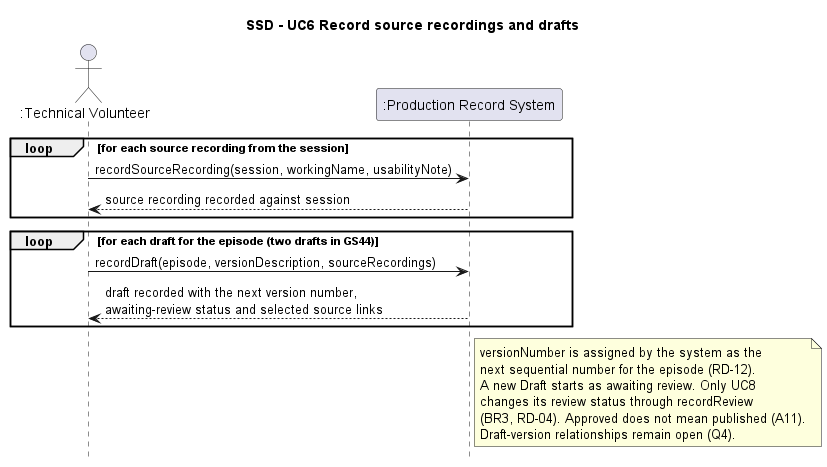 SSD - UC6 Record source recordings and drafts
:Technical Volunteer
:Production Record System
loop [for each source recording from the session]
recordSourceRecording(session, workingName, usabilityNote)
source recording recorded against session
loop [for each draft for the episode (two drafts in GS44)]
recordDraft(episode, versionDescription, sourceRecordings)
draft recorded with the next version number,
awaiting-review status and selected source links
versionNumber is assigned by the system as the
next sequential number for the episode (RD-12).
A new Draft starts as awaiting review. Only UC8
changes its review status through recordReview
(BR3, RD-04). Approved does not mean published (A11).
Draft-version relationships remain open (Q4).